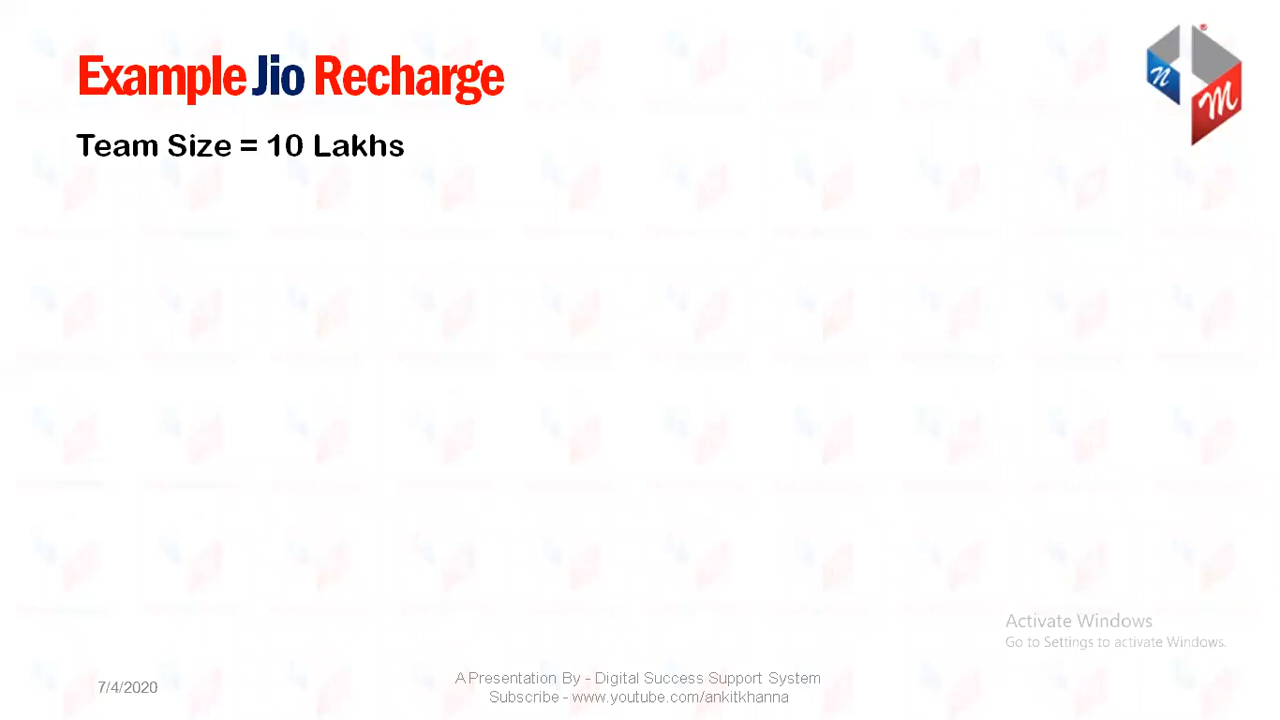 Example Jio Recharge
Team Size = 10 Lakhs
n
m
Activate Windows
Go to Settings to activate Windows.
7/4/2020
A Presentation By - Digital Success Support System
Subscribe - www.youtube.com/ankitkhanna